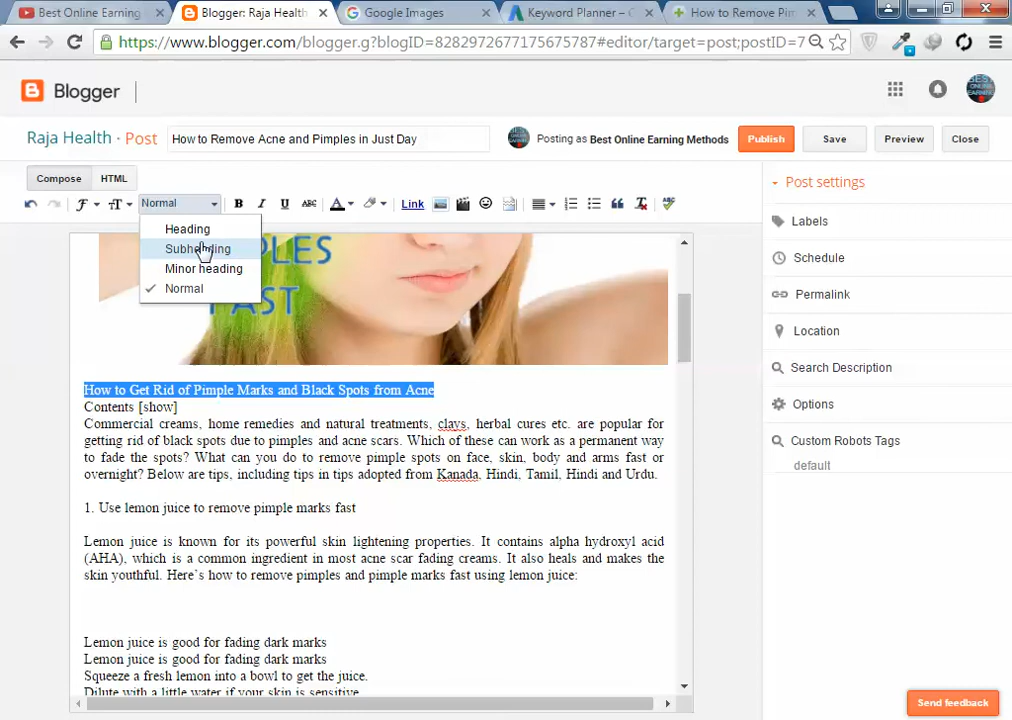 Best Online Earning
Blogger: Raja Health
Google Images
Keyword Planner – G
How to Remove Pim
https://www.blogger.com/blogger.g?blogID=8282972677175675787#editor/target=post;postID=7
Blogger
Raja Health · Post
How to Remove Acne and Pimples in Just Day
Posting as Best Online Earning Methods
Publish
Save
Preview
Close
Compose
HTML
Normal
B I U ABC A Link
Heading
Subheading
Minor heading
Normal
Post settings
Labels
Schedule
Permalink
Location
Search Description
Options
Custom Robots Tags
default
FAST
How to Get Rid of Pimple Marks and Black Spots from Acne
Contents [show]
Commercial creams, home remedies and natural treatments, clays, herbal cures etc. are popular for
getting rid of black spots due to pimples and acne scars. Which of these can work as a permanent way
to fade the spots? What can you do to remove pimple spots on face, skin, body and arms fast or
overnight? Below are tips, including tips in tips adopted from Kanada, Hindi, Tamil, Hindi and Urdu.
1. Use lemon juice to remove pimple marks fast
Lemon juice is known for its powerful skin lightening properties. It contains alpha hydroxyl acid
(AHA), which is a common ingredient in most acne scar fading creams. It also heals and makes the
skin youthful. Here’s how to remove pimples and pimple marks fast using lemon juice:
Lemon juice is good for fading dark marks
Lemon juice is good for fading dark marks
Squeeze a fresh lemon into a bowl to get the juice.
Dilute with a little water if your skin is sensitive
Send feedback